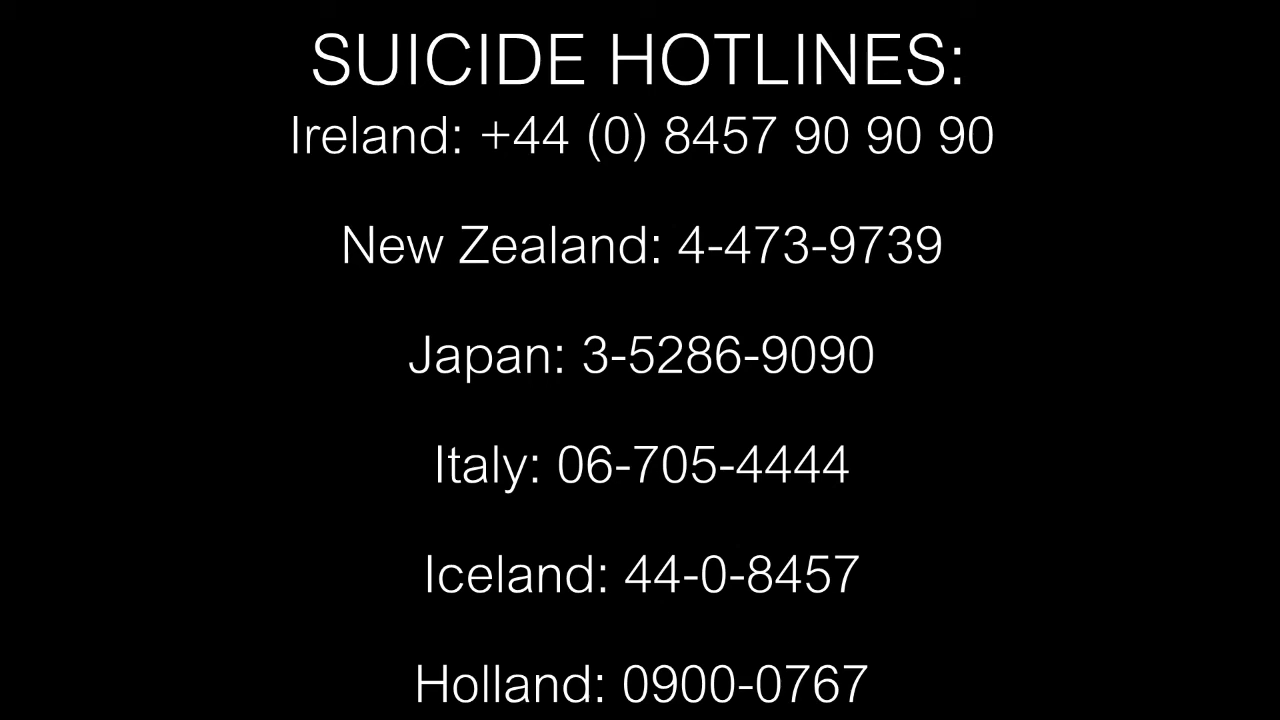 SUICIDE HOTLINES:
Ireland: +44 (0) 8457 90 90 90
New Zealand: 4-473-9739
Japan: 3-5286-9090
Italy: 06-705-4444
Iceland: 44-0-8457
Holland: 0900-0767